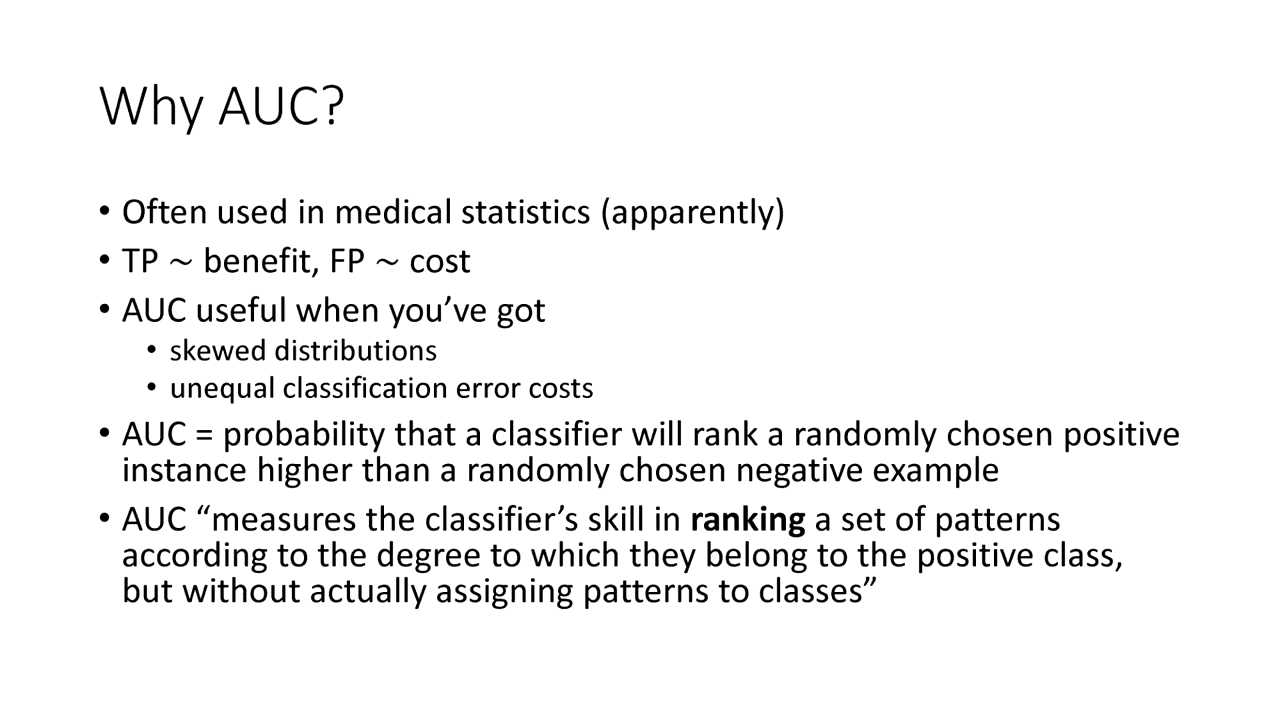 Why AUC?
• Often used in medical statistics (apparently)
• TP ~ benefit, FP ~ cost
• AUC useful when you’ve got
• skewed distributions
• unequal classification error costs
• AUC = probability that a classifier will rank a randomly chosen positive
instance higher than a randomly chosen negative example
• AUC “measures the classifier’s skill in ranking a set of patterns
according to the degree to which they belong to the positive class,
but without actually assigning patterns to classes”